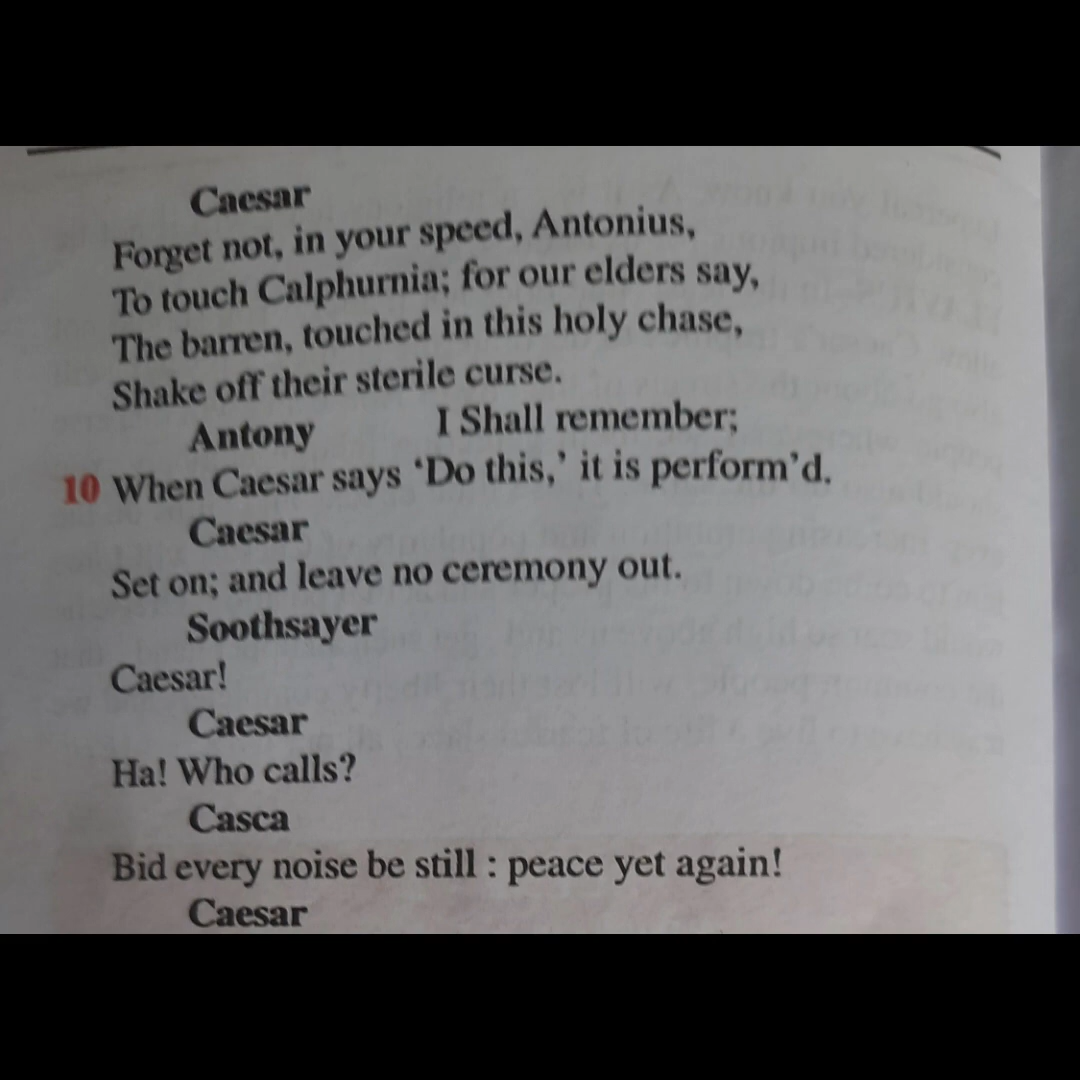 Caesar
Forget not, in your speed, Antonius,
To touch Calphurnia; for our elders say,
The barren, touched in this holy chase,
Shake off their sterile curse.
Antony I Shall remember;
10 When Caesar says ‘Do this,’ it is perform’d.
Caesar
Set on; and leave no ceremony out.
Soothsayer
Caesar!
Caesar
Ha! Who calls?
Casca
Bid every noise be still : peace yet again!
Caesar